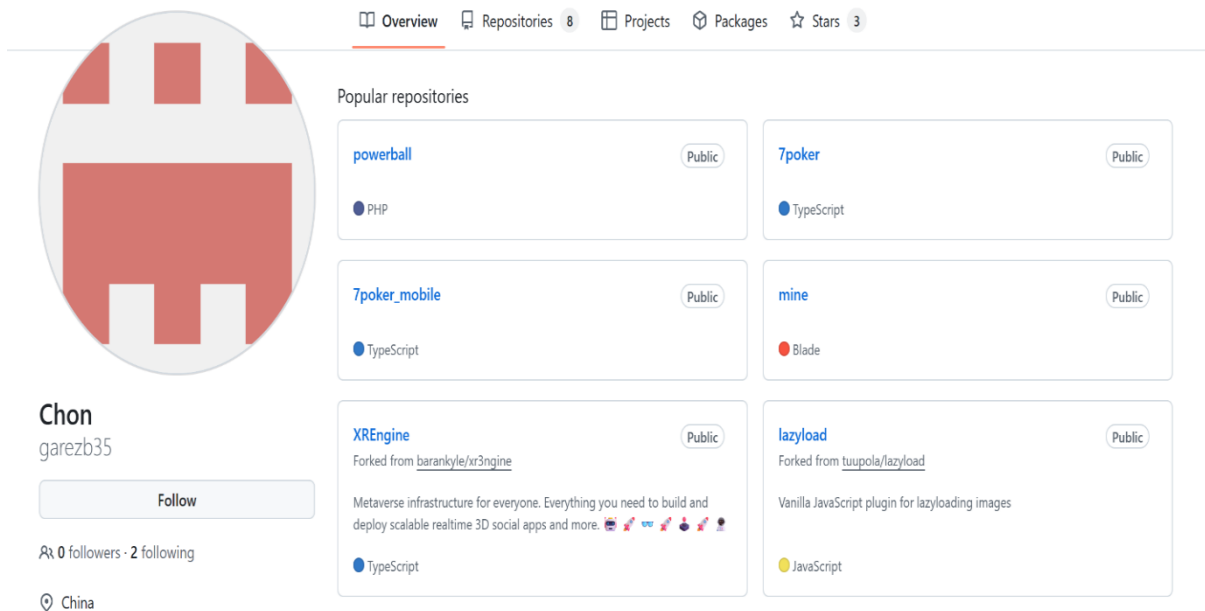 Overview Repositories 8 Projects Packages Stars 3
Popular repositories
powerball Public
PHP
7poker Public
TypeScript
7poker_mobile Public
TypeScript
mine Public
Blade
XREngine Public
Forked from barankyle/xr3ngine
Metaverse infrastructure for everyone. Everything you need to build and
deploy scalable realtime 3D social apps and more.
TypeScript
lazyload Public
Forked from tuupola/lazyload
Vanilla JavaScript plugin for lazyloading images
JavaScript
Chon
garezb35
Follow
0 followers · 2 following
China